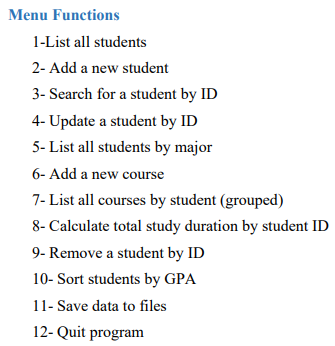 Menu Functions
1-List all students
2- Add a new student
3- Search for a student by ID
4- Update a student by ID
5- List all students by major
6- Add a new course
7- List all courses by student (grouped)
8- Calculate total study duration by student ID
9- Remove a student by ID
10- Sort students by GPA
11- Save data to files
12- Quit program